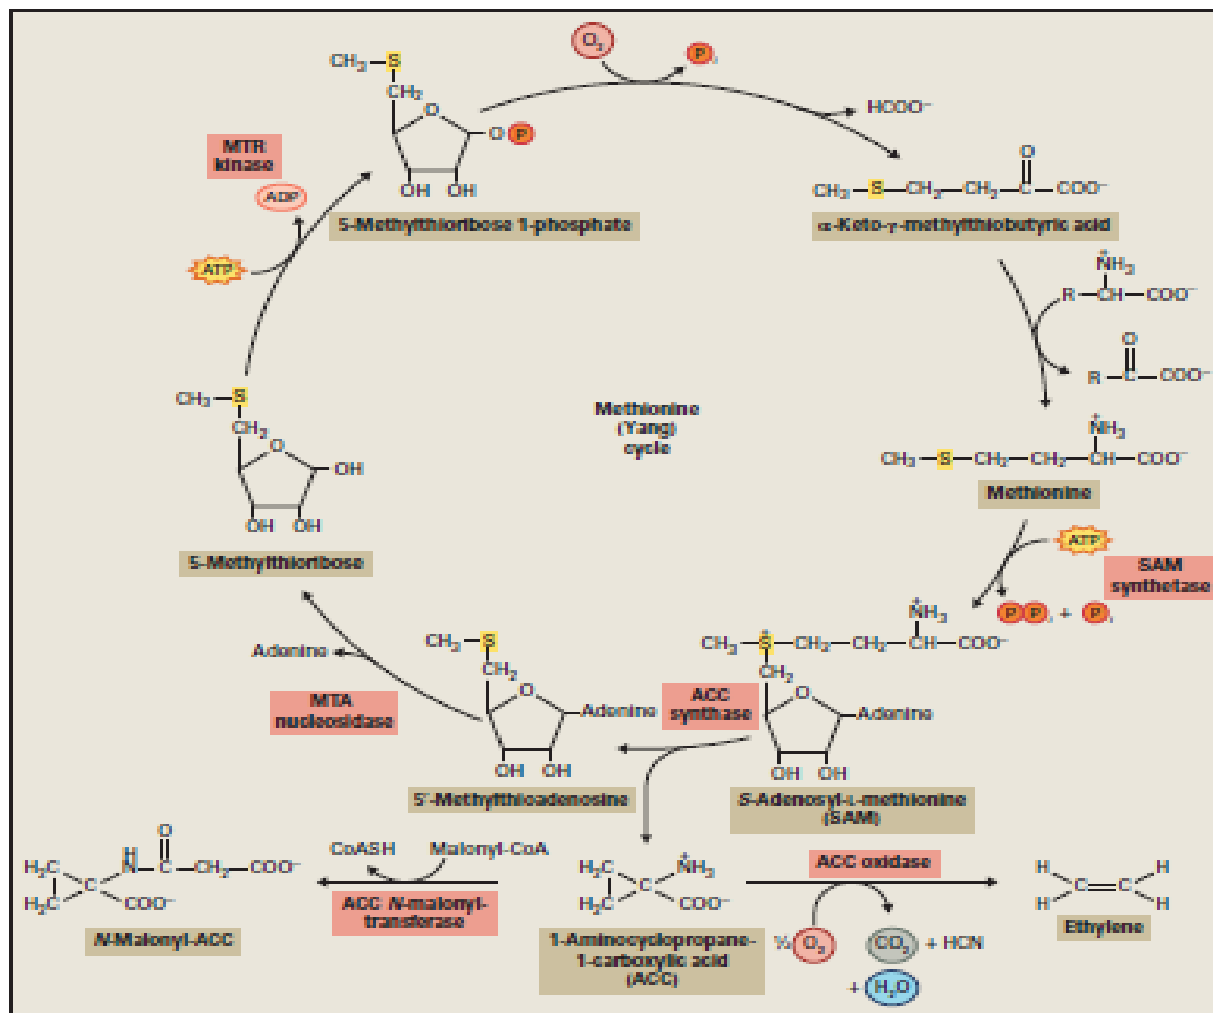 O₂
Pᵢ
CH₃—S
CH₂
O
O P
OH OH
5-Methylthioribose 1-phosphate
HCOO⁻
O
CH₃—S—CH₂—CH₂—C—COO⁻
α-Keto-γ-methylthiobutyric acid
MTR
kinase
ADP
ATP
⁺NH₃
R—CH—COO⁻
O
R—C—COO⁻
CH₃—S
CH₂
O
OH
OH OH
5-Methylthioribose
Methionine
(Yang)
cycle
⁺NH₃
CH₃—S—CH₂—CH₂—CH—COO⁻
Methionine
ATP
SAM
synthetase
P Pᵢ + Pᵢ
Adenine
MTA
nucleosidase
CH₃—S
CH₂
O
Adenine
OH OH
5'-Methylthioadenosine
ACC
synthase
⁺NH₃
CH₃—S⁺—CH₂—CH₂—CH—COO⁻
CH₂
O
Adenine
OH OH
S-Adenosyl-L-methionine
(SAM)
H₂C
H₂C
C
H
N—C—CH₂—COO⁻
O
COO⁻
N-Malonyl-ACC
CoASH
Malonyl-CoA
ACC N-malonyl-
transferase
H₂C
H₂C
C
⁺NH₃
COO⁻
1-Aminocyclopropane-
1-carboxylic acid
(ACC)
ACC oxidase
½ O₂
CO₂ + HCN
+ H₂O
H H
C=C
H H
Ethylene